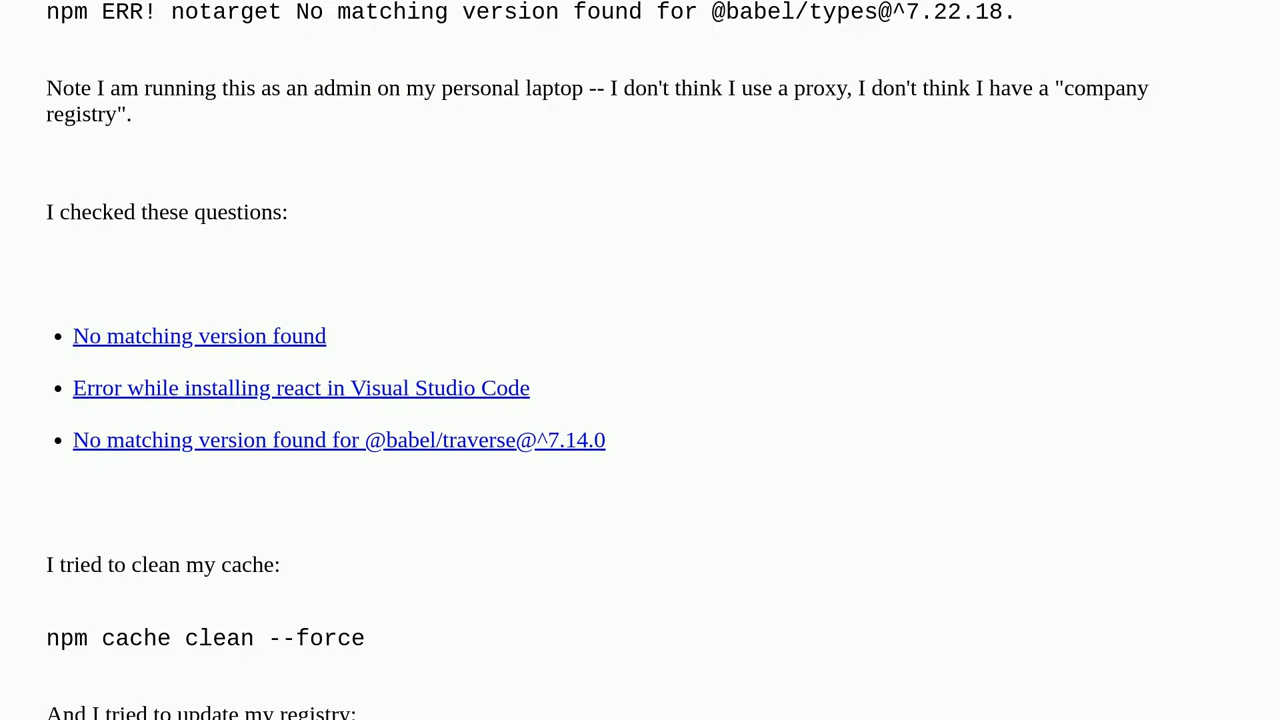 npm ERR! notarget No matching version found for @babel/types@^7.22.18.
Note I am running this as an admin on my personal laptop -- I don't think I use a proxy, I don't think I have a "company
registry".
I checked these questions:
No matching version found
Error while installing react in Visual Studio Code
No matching version found for @babel/traverse@^7.14.0
I tried to clean my cache:
npm cache clean --force
And I tried to update my registry: